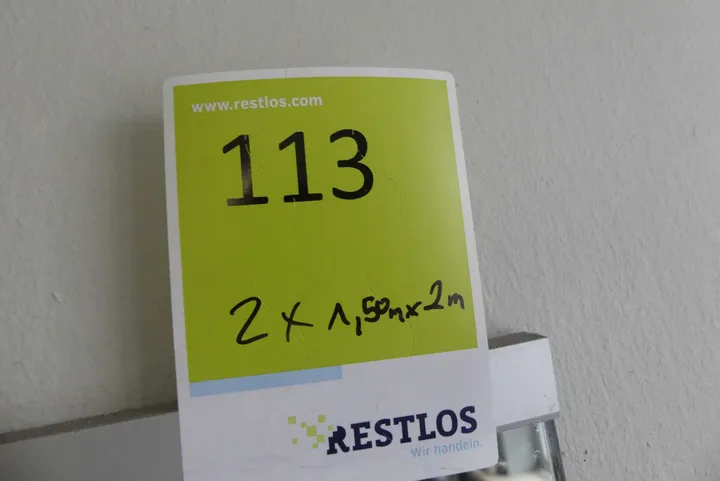 www.restlos.com
113
2 x 1,50m x 2m
RESTLOS
Wir handeln.